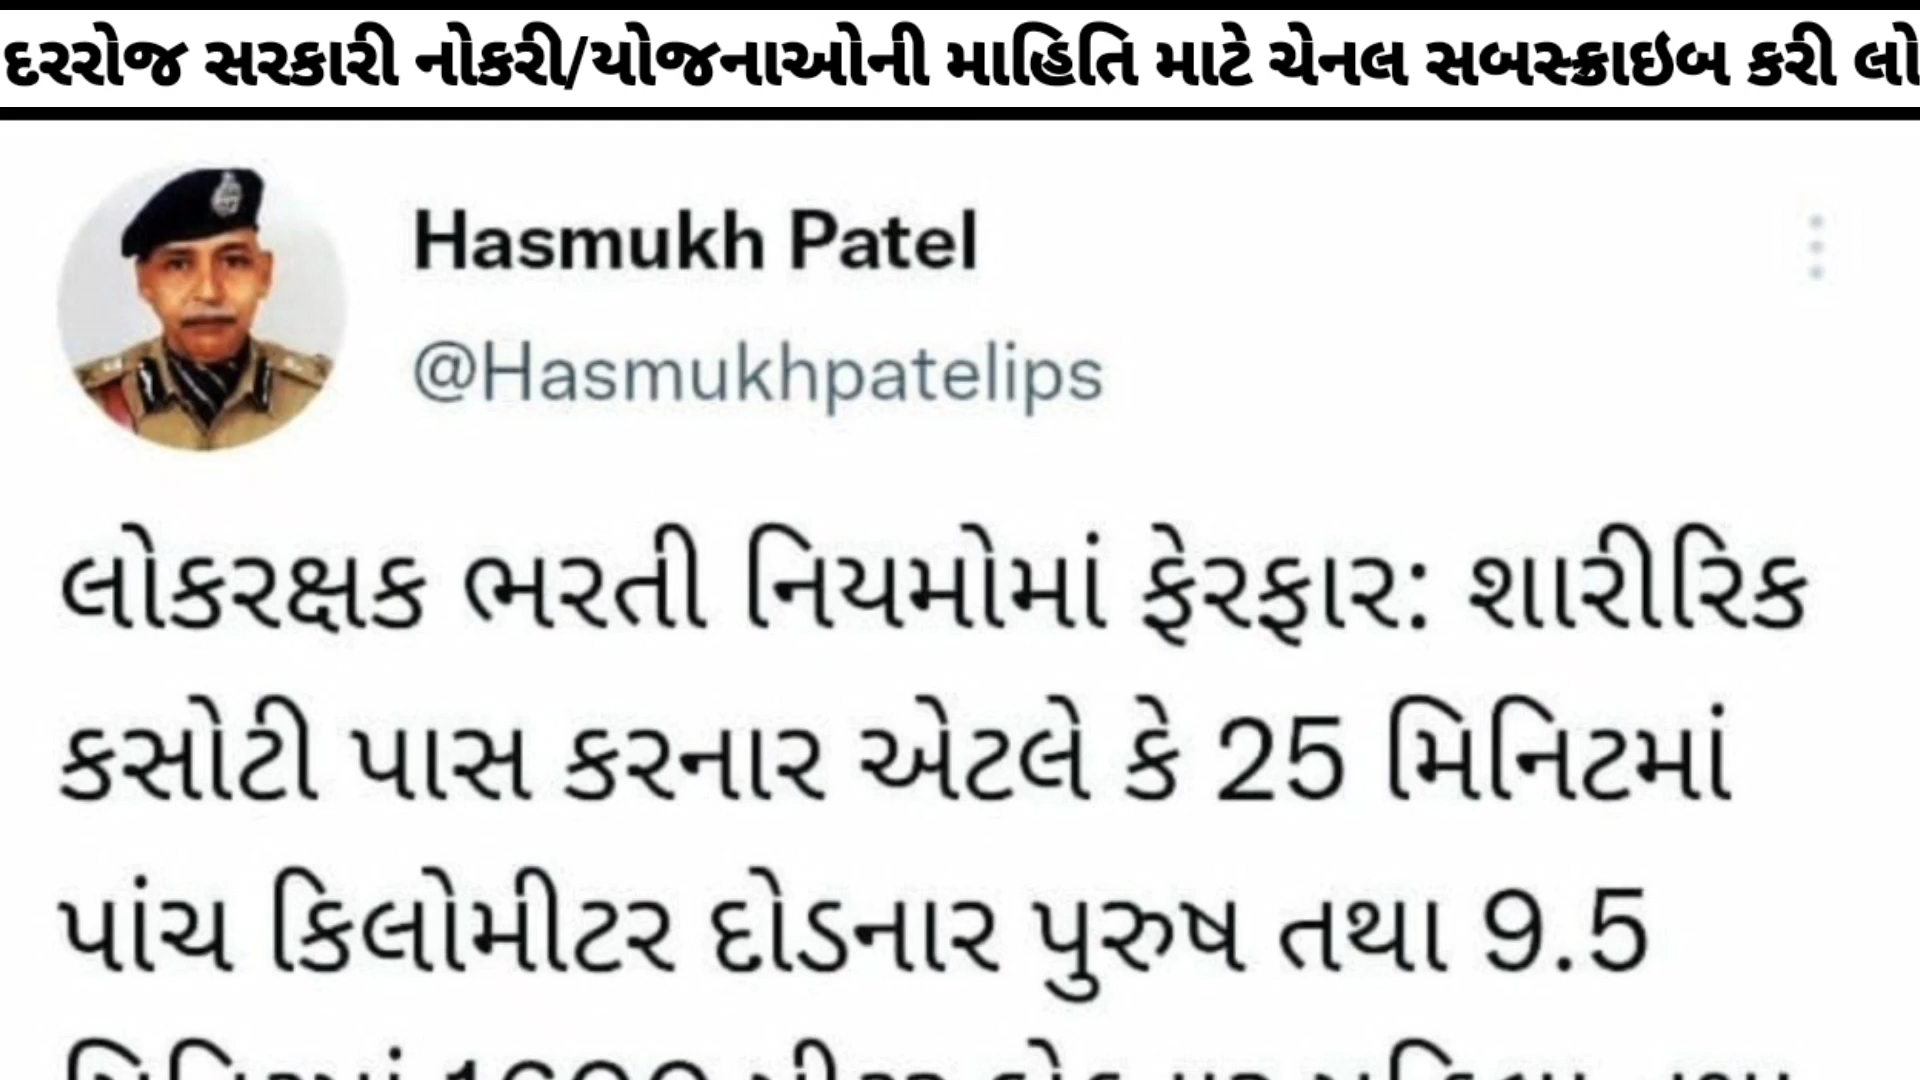 દરરોજ સરકારી નોકરી/યોજનાઓની માહિતિ માટે ચેનલ સબસ્ક્રાઇબ કરી લો
Hasmukh Patel
@Hasmukhpatelips
લોકરક્ષક ભરતી નિયમોમાં ફેરફાર: શારીરિક
કસોટી પાસ કરનાર એટલે કે 25 મિનિટમાં
પાંચ કિલોમીટર દોડનાર પુરુષ તથા 9.5